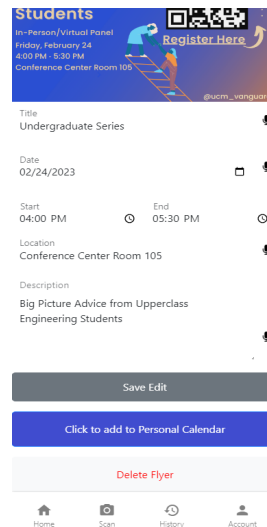 Students
In-Person/Virtual Panel
Friday, February 24
4:00 PM - 5:30 PM
Conference Center Room 105
Register Here
@ucm_vanguar
Title
Undergraduate Series
Date
02/24/2023
Start End
04:00 PM 05:30 PM
Location
Conference Center Room 105
Description
Big Picture Advice from Upperclass
Engineering Students
Save Edit
Click to add to Personal Calendar
Delete Flyer
Home Scan History Account